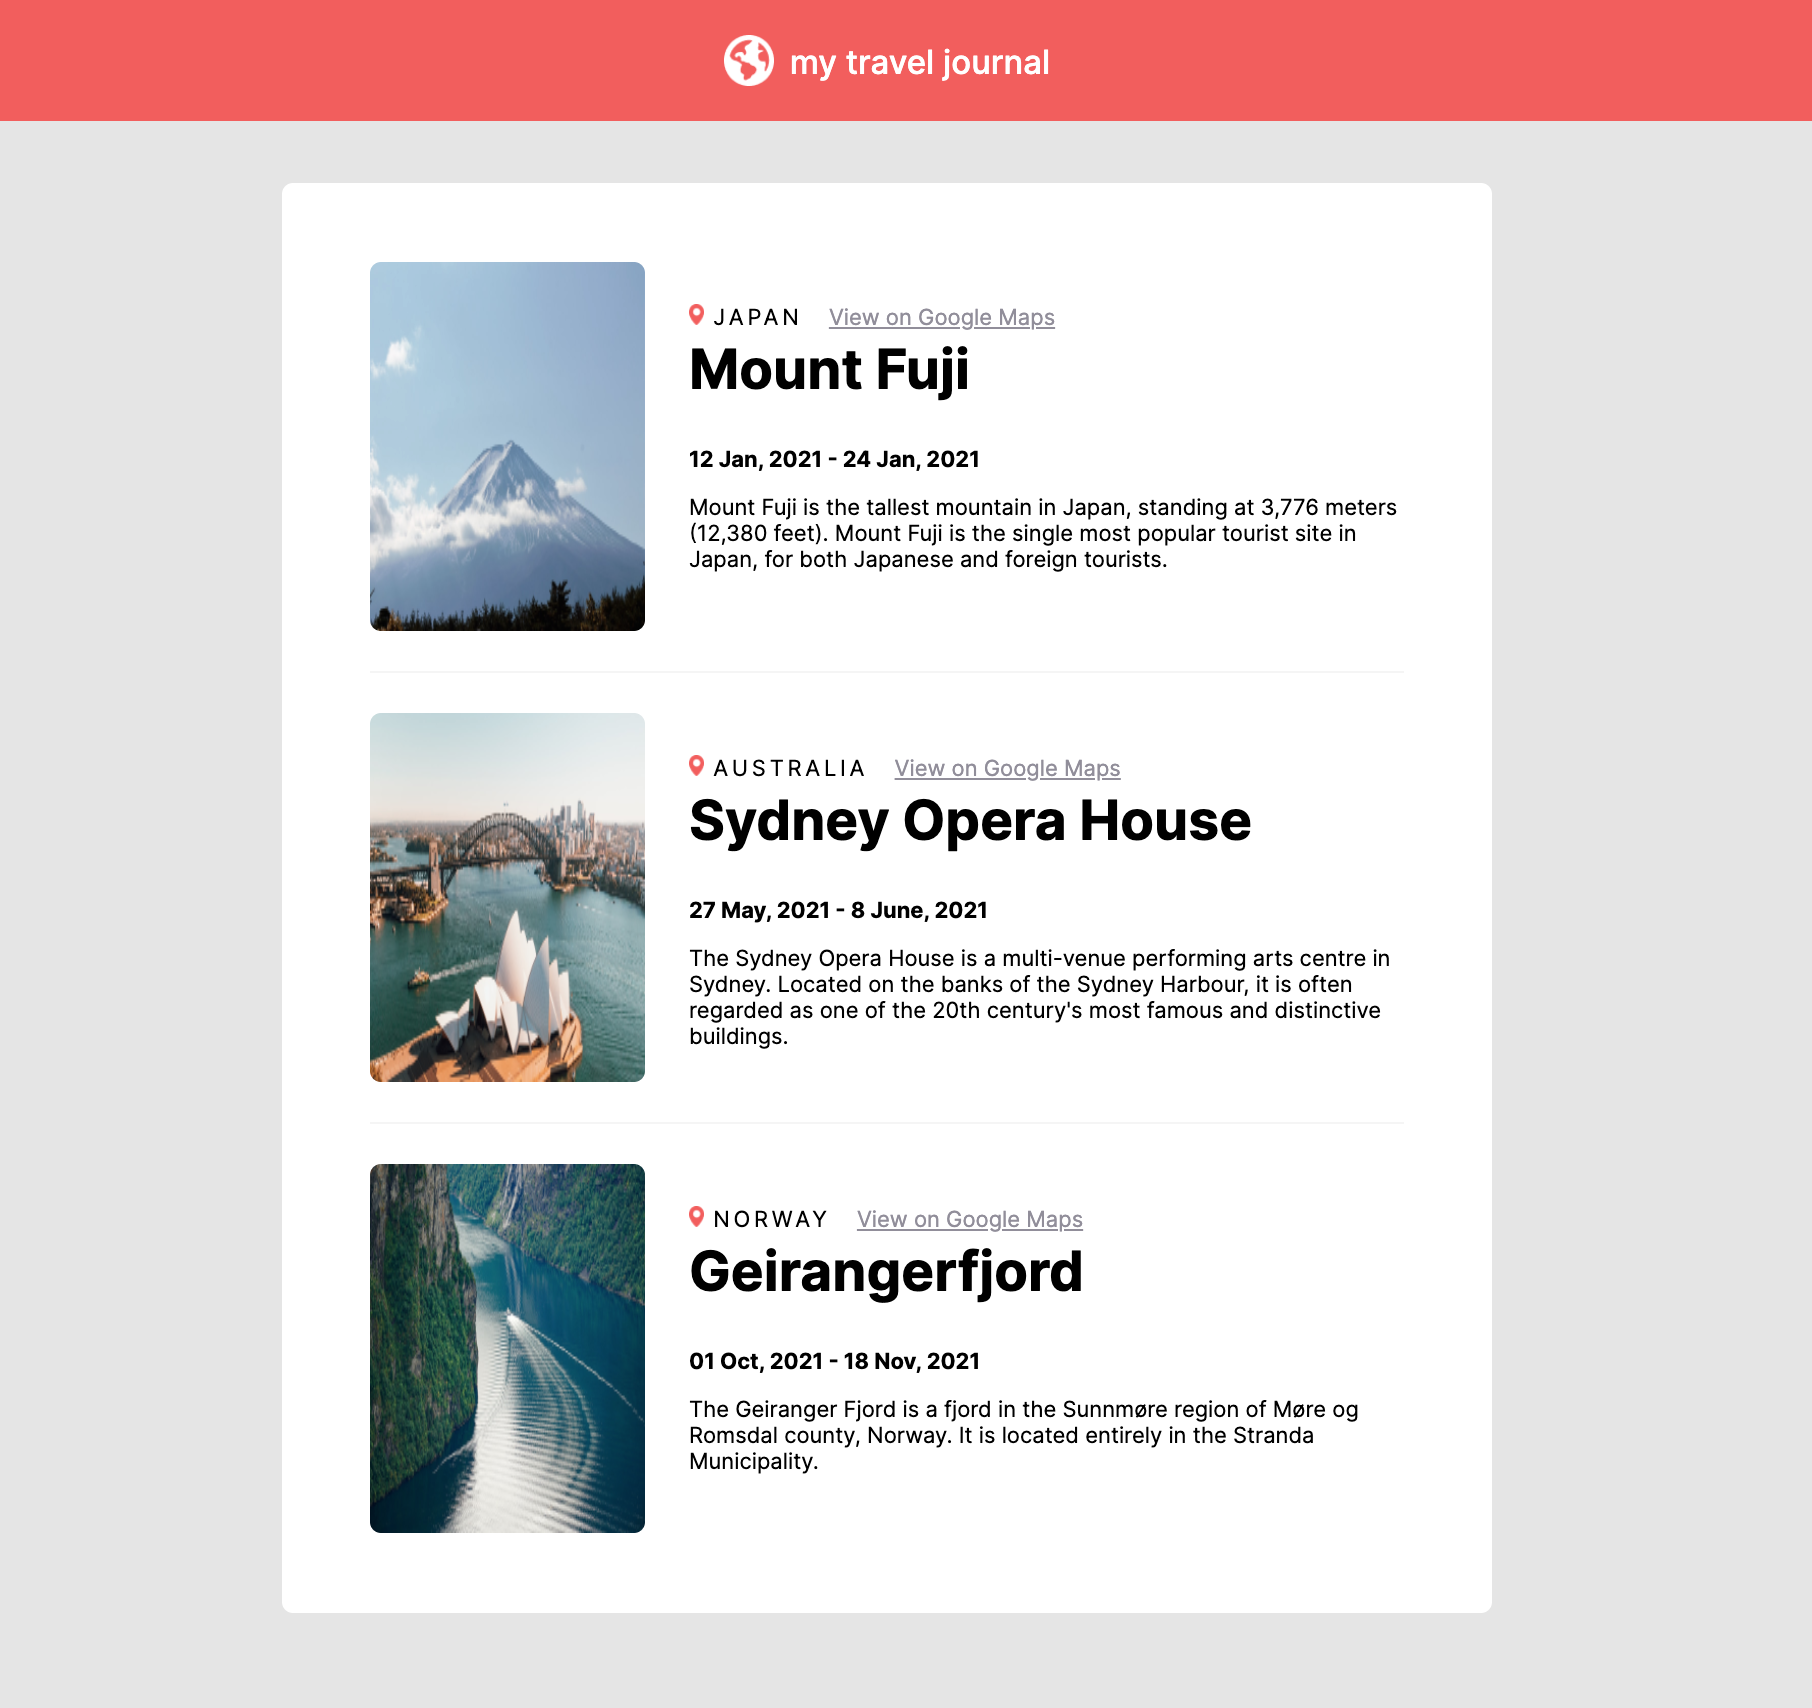 my travel journal
JAPAN View on Google Maps
Mount Fuji
12 Jan, 2021 - 24 Jan, 2021
Mount Fuji is the tallest mountain in Japan, standing at 3,776 meters
(12,380 feet). Mount Fuji is the single most popular tourist site in
Japan, for both Japanese and foreign tourists.
AUSTRALIA View on Google Maps
Sydney Opera House
27 May, 2021 - 8 June, 2021
The Sydney Opera House is a multi-venue performing arts centre in
Sydney. Located on the banks of the Sydney Harbour, it is often
regarded as one of the 20th century's most famous and distinctive
buildings.
NORWAY View on Google Maps
Geirangerfjord
01 Oct, 2021 - 18 Nov, 2021
The Geiranger Fjord is a fjord in the Sunnmøre region of Møre og
Romsdal county, Norway. It is located entirely in the Stranda
Municipality.